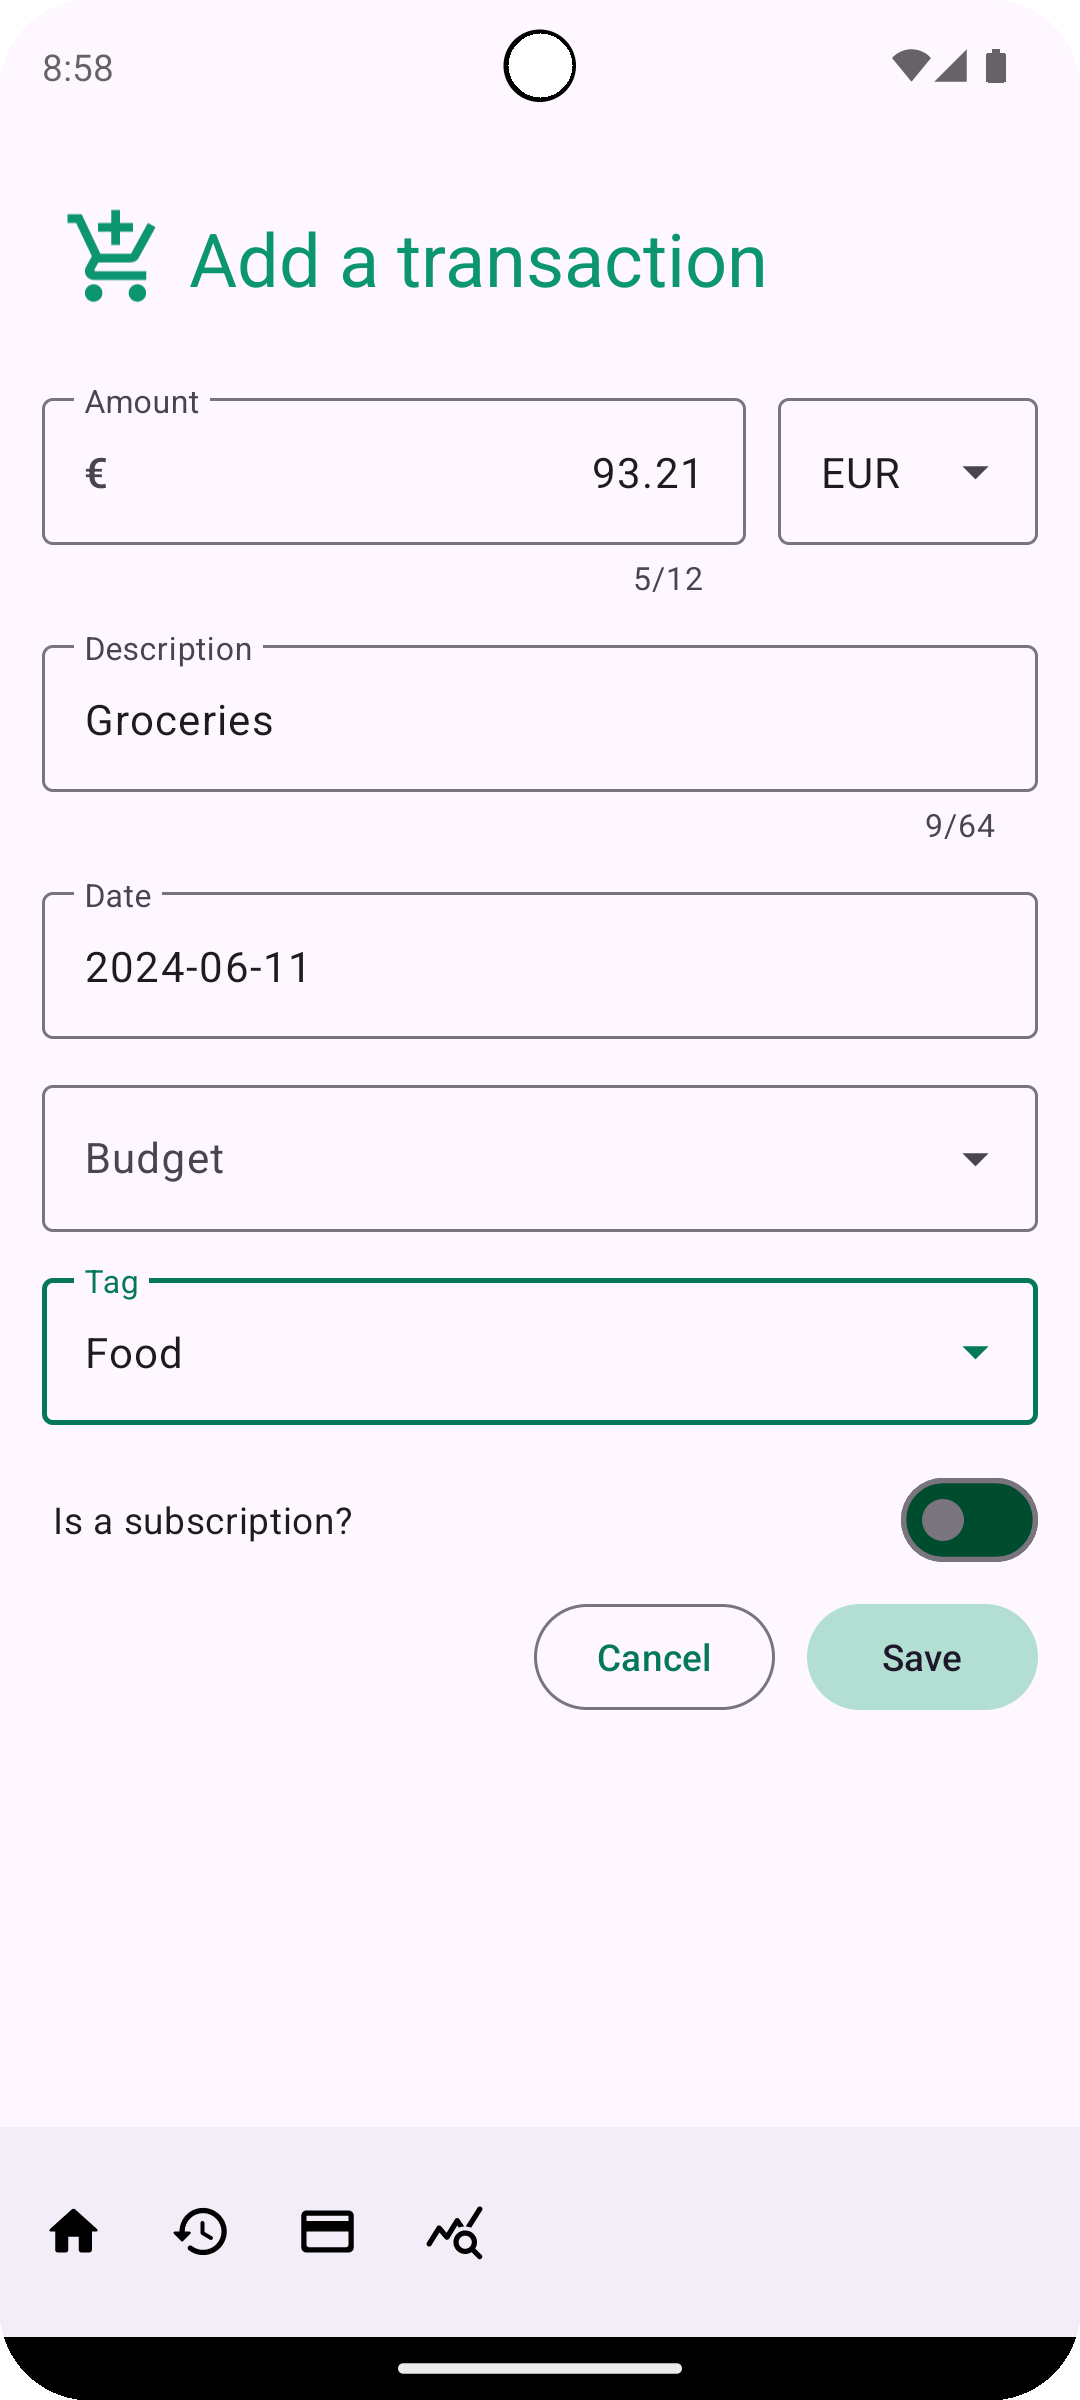 8:58
Add a transaction
Amount
€ 93.21
EUR
5/12
Description
Groceries
9/64
Date
2024-06-11
Budget
Tag
Food
Is a subscription?
Cancel
Save